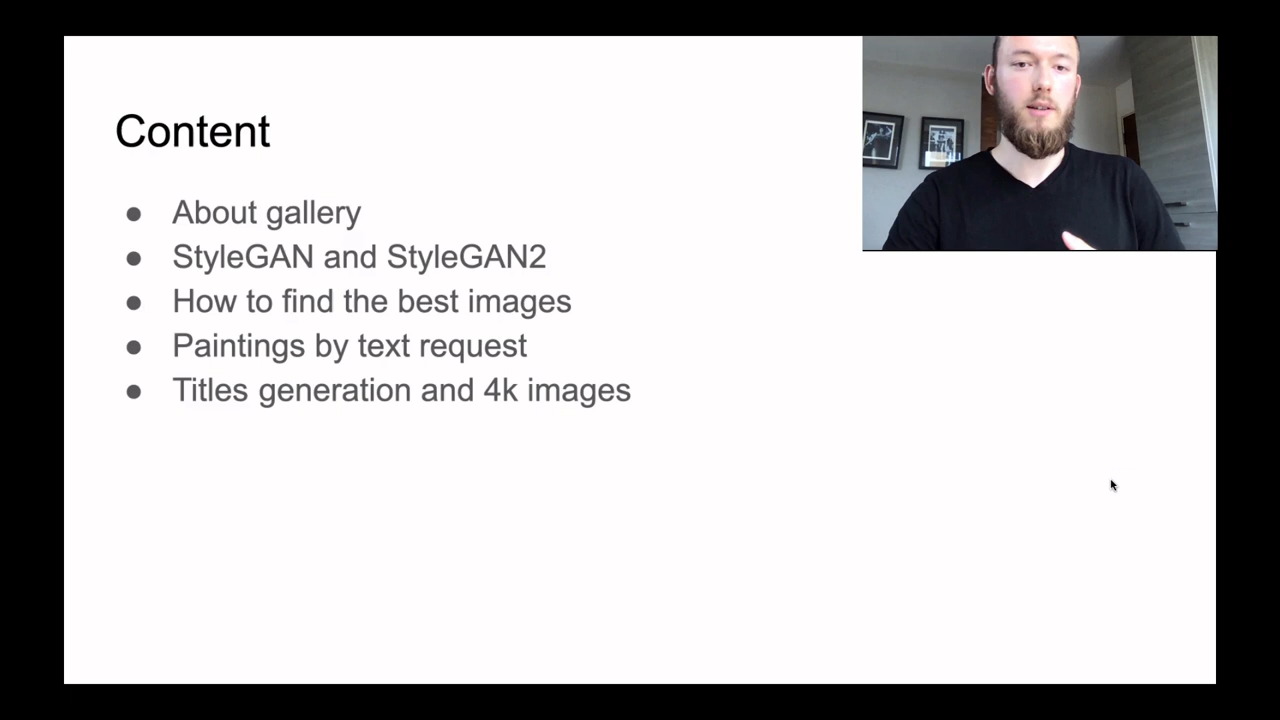 Content
● About gallery
● StyleGAN and StyleGAN2
● How to find the best images
● Paintings by text request
● Titles generation and 4k images